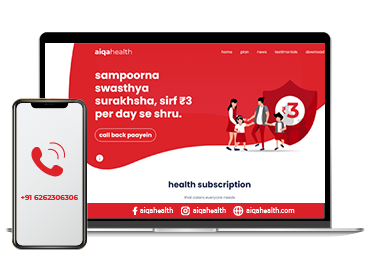 aiqahealth
home plan news testimonials download
sampoorna
swasthya
surakhsha, sirf ₹3
per day se shru.
call back paayein
₹3
health subscription
that caters everyone needs
aiqahealth aiqahealth aiqahealth.com
+91 6262306306